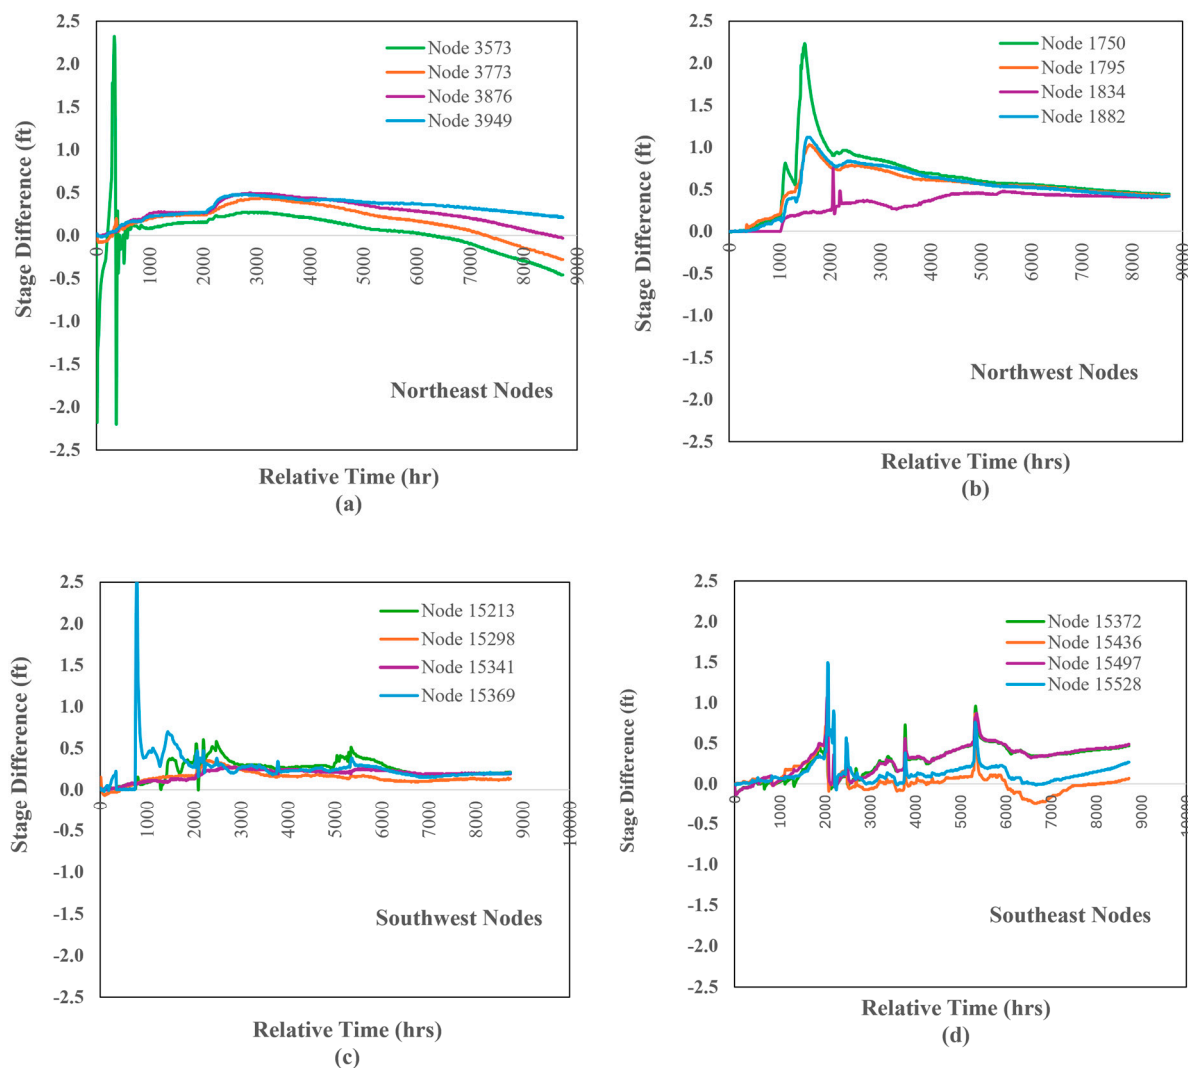 2.5
2.0
1.5
1.0
0.5
0.0
-0.5
-1.0
-1.5
-2.0
-2.5
Stage Difference (ft)
Node 3573
Node 3773
Node 3876
Node 3949
0
1000
2000
3000
4000
5000
6000
7000
8000
9000
Northeast Nodes
Relative Time (hr)
(a)
2.5
2.0
1.5
1.0
0.5
0.0
-0.5
-1.0
-1.5
-2.0
-2.5
Stage Difference (ft)
Node 1750
Node 1795
Node 1834
Node 1882
0
1000
2000
3000
4000
5000
6000
7000
8000
9000
Northwest Nodes
Relative Time (hrs)
(b)
2.5
2.0
1.5
1.0
0.5
0.0
-0.5
-1.0
-1.5
-2.0
-2.5
Stage Difference (ft)
Node 15213
Node 15298
Node 15341
Node 15369
0
1000
2000
3000
4000
5000
6000
7000
8000
9000
10000
Southwest Nodes
Relative Time (hrs)
(c)
2.5
2.0
1.5
1.0
0.5
0.0
-0.5
-1.0
-1.5
-2.0
-2.5
Stage Difference (ft)
Node 15372
Node 15436
Node 15497
Node 15528
0
1000
2000
3000
4000
5000
6000
7000
8000
9000
10000
Southeast Nodes
Relative Time (hrs)
(d)